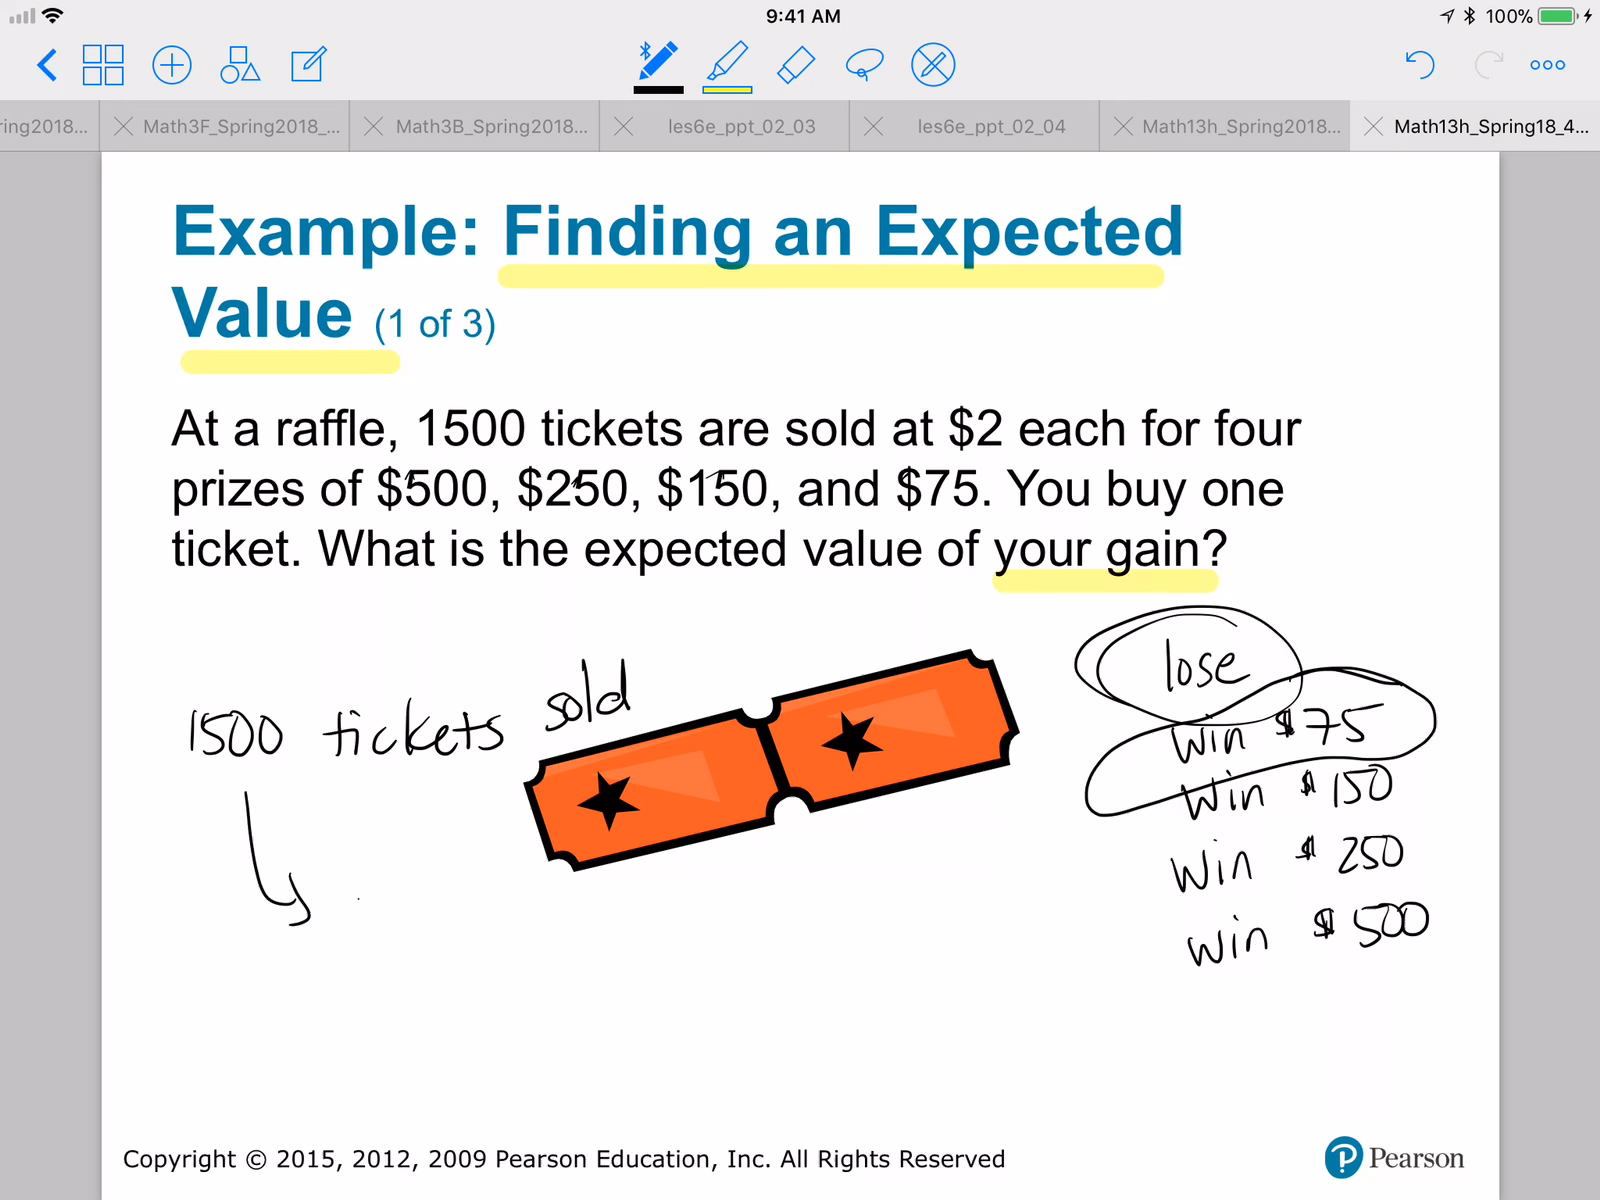 9:41 AM
100%
ring2018...
Math3F_Spring2018_...
Math3B_Spring2018...
les6e_ppt_02_03
les6e_ppt_02_04
Math13h_Spring2018...
Math13h_Spring18_4...
Example: Finding an Expected
Value (1 of 3)
At a raffle, 1500 tickets are sold at $2 each for four
prizes of $500, $250, $150, and $75. You buy one
ticket. What is the expected value of your gain?
1500 tickets sold
lose
win $75
win $150
win $250
win $500
Copyright © 2015, 2012, 2009 Pearson Education, Inc. All Rights Reserved
P Pearson